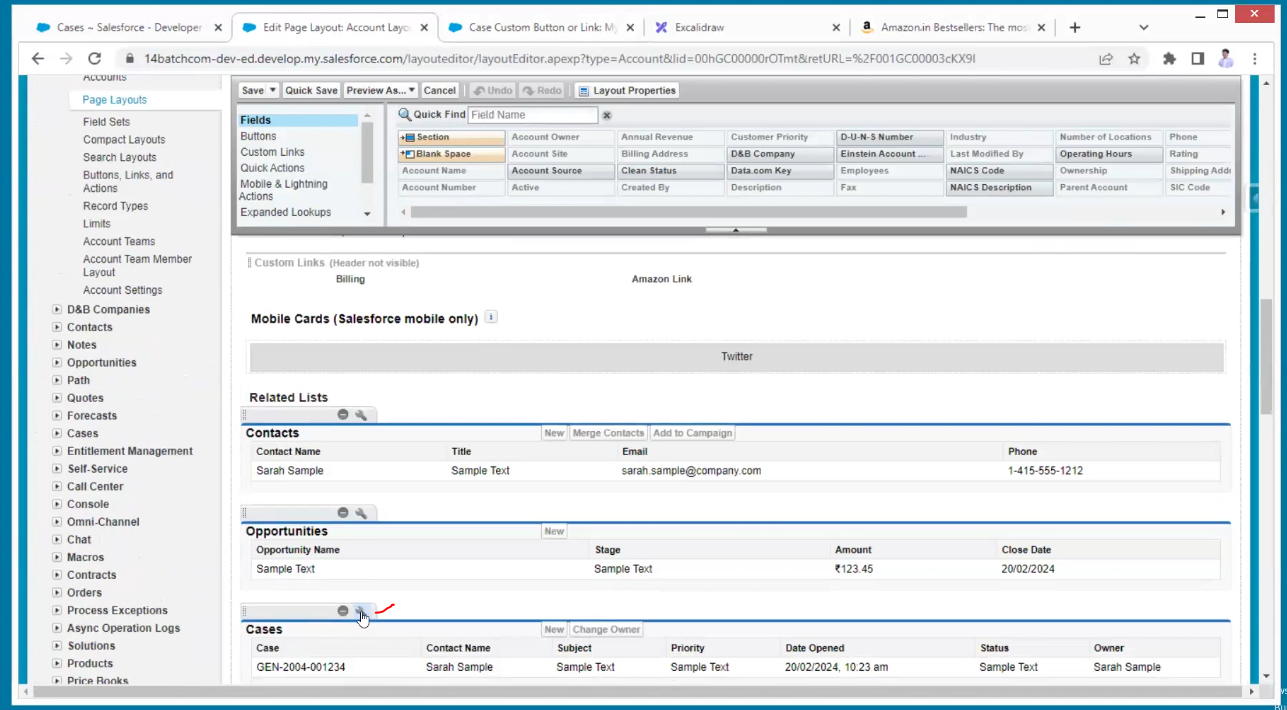 Cases ~ Salesforce - Developer
Edit Page Layout: Account Layo
Case Custom Button or Link: My
Excalidraw
Amazon.in Bestsellers: The mos
14batchcom-dev-ed.develop.my.salesforce.com/layouteditor/layoutEditor.apexp?type=Account&lid=00hGC00000rOTmt&retURL=%2F001GC00003cKX9I
Accounts
Page Layouts
Field Sets
Compact Layouts
Search Layouts
Buttons, Links, and
Actions
Record Types
Limits
Account Teams
Account Team Member
Layout
Account Settings
D&B Companies
Contacts
Notes
Opportunities
Path
Quotes
Forecasts
Cases
Entitlement Management
Self-Service
Call Center
Console
Omni-Channel
Chat
Macros
Contracts
Orders
Process Exceptions
Async Operation Logs
Solutions
Products
Price Books
Save Quick Save Preview As... Cancel Undo Redo Layout Properties
Fields
Buttons
Custom Links
Quick Actions
Mobile & Lightning
Actions
Expanded Lookups
Quick Find Field Name
Section Account Owner Annual Revenue Customer Priority D-U-N-S Number Industry Number of Locations Phone
Blank Space Account Site Billing Address D&B Company Einstein Account ... Last Modified By Operating Hours Rating
Account Name Account Source Clean Status Data.com Key Employees NAICS Code Ownership Shipping Addr
Account Number Active Created By Description Fax NAICS Description Parent Account SIC Code
Custom Links (Header not visible)
Billing Amazon Link
Mobile Cards (Salesforce mobile only) i
Twitter
Related Lists
Contacts New Merge Contacts Add to Campaign
Contact Name Title Email Phone
Sarah Sample Sample Text sarah.sample@company.com 1-415-555-1212
Opportunities New
Opportunity Name Stage Amount Close Date
Sample Text Sample Text ₹123.45 20/02/2024
Cases New Change Owner
Case Contact Name Subject Priority Date Opened Status Owner
GEN-2004-001234 Sarah Sample Sample Text Sample Text 20/02/2024, 10:23 am Sample Text Sarah Sample